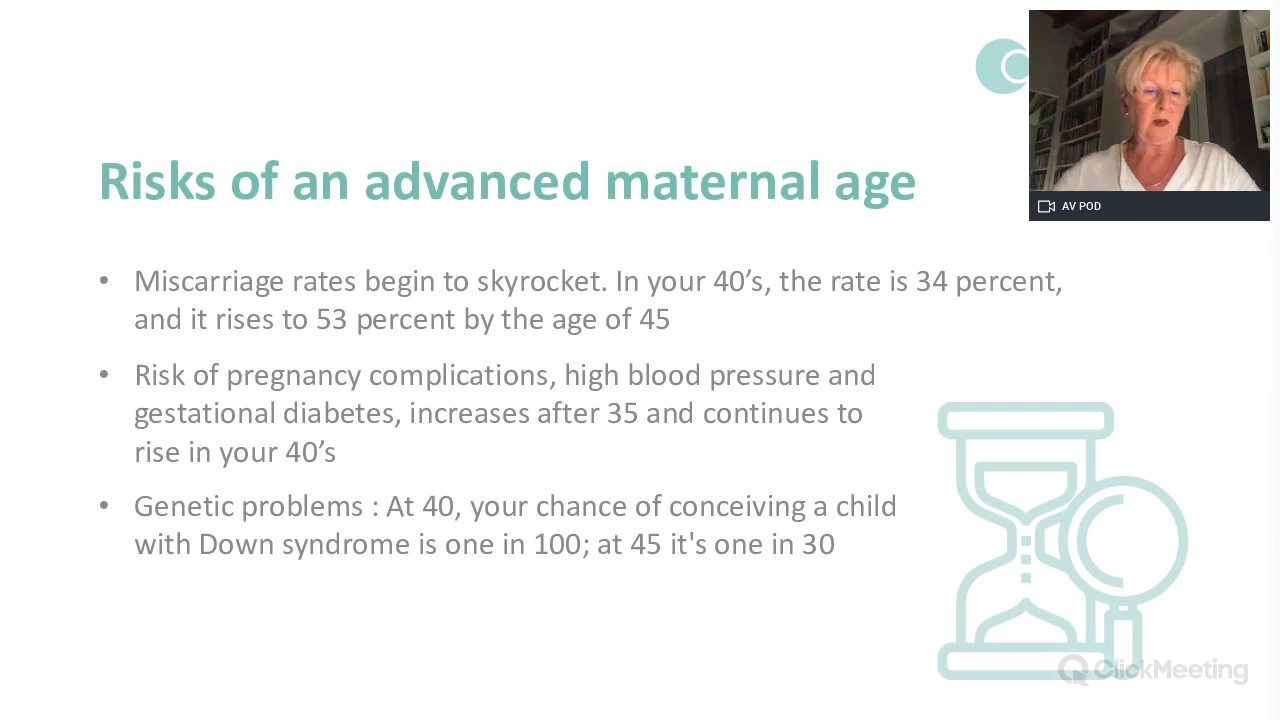 AV POD
Risks of an advanced maternal age
• Miscarriage rates begin to skyrocket. In your 40’s, the rate is 34 percent,
and it rises to 53 percent by the age of 45
• Risk of pregnancy complications, high blood pressure and
gestational diabetes, increases after 35 and continues to
rise in your 40’s
• Genetic problems : At 40, your chance of conceiving a child
with Down syndrome is one in 100; at 45 it's one in 30
ClickMeeting